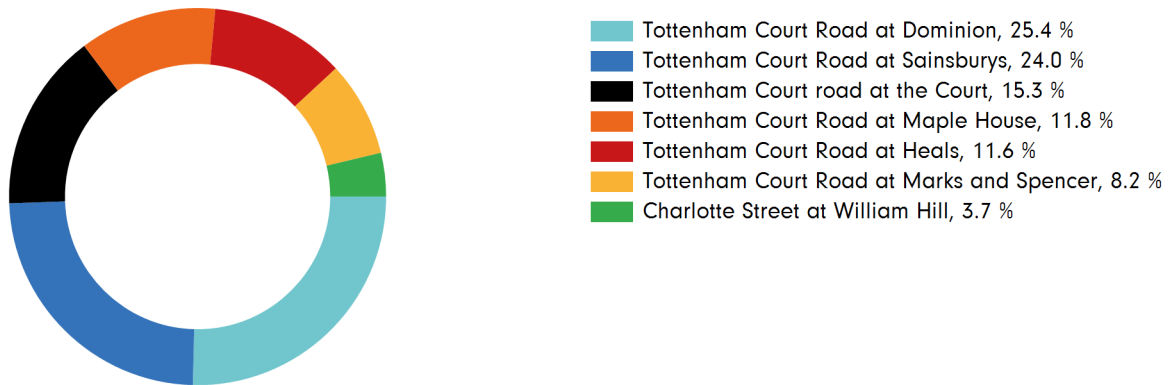 Tottenham Court Road at Dominion, 25.4 %
Tottenham Court Road at Sainsburys, 24.0 %
Tottenham Court road at the Court, 15.3 %
Tottenham Court Road at Maple House, 11.8 %
Tottenham Court Road at Heals, 11.6 %
Tottenham Court Road at Marks and Spencer, 8.2 %
Charlotte Street at William Hill, 3.7 %